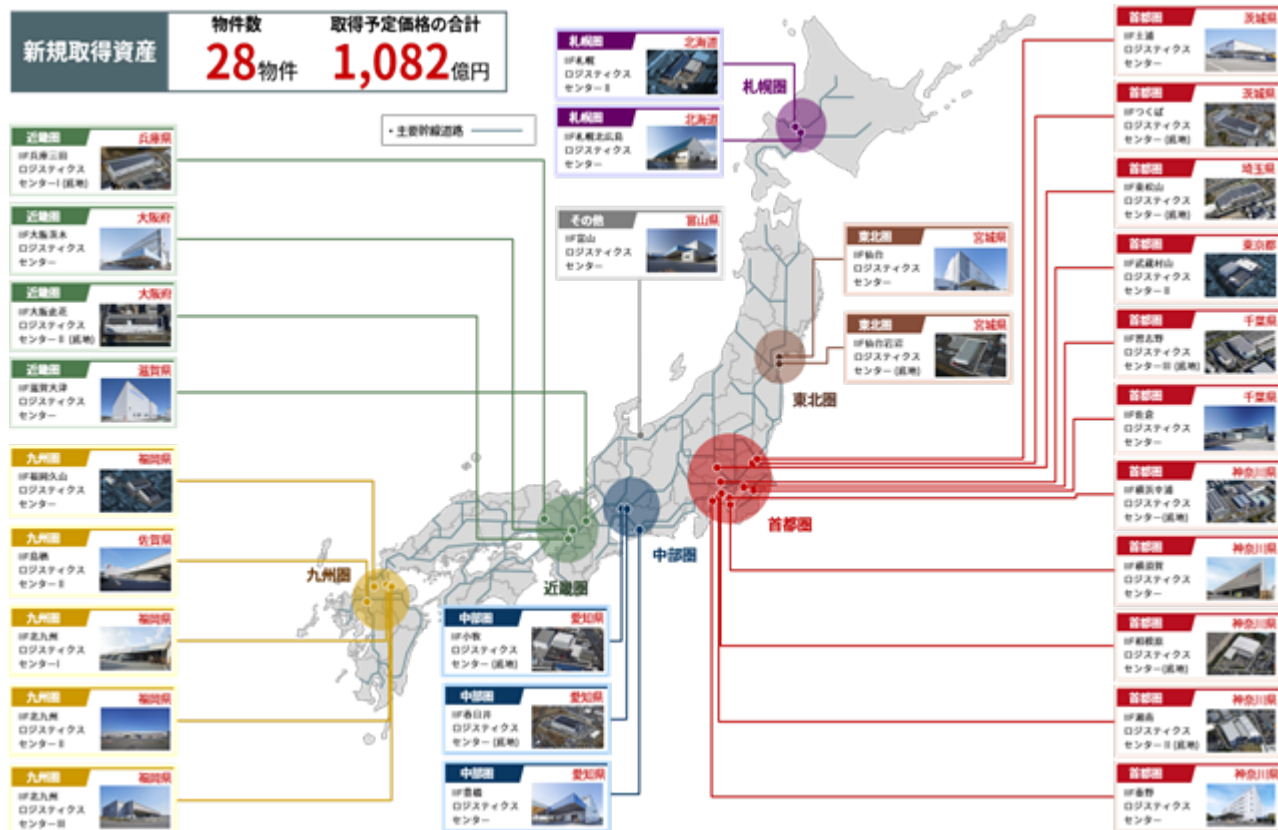 新規取得資産
物件数
28物件
取得予定価格の合計
1,082億円
・主要幹線道路
近畿圏
兵庫県
IIF兵庫三田
ロジスティクス
センターI (底地)
近畿圏
大阪府
IIF大阪茨木
ロジスティクス
センター
近畿圏
大阪府
IIF大阪此花
ロジスティクス
センターII (底地)
近畿圏
滋賀県
IIF滋賀大津
ロジスティクス
センター
九州圏
福岡県
IIF福岡久山
ロジスティクス
センター
九州圏
佐賀県
IIF鳥栖
ロジスティクス
センターII
九州圏
福岡県
IIF北九州
ロジスティクス
センターI
九州圏
福岡県
IIF北九州
ロジスティクス
センターII
九州圏
福岡県
IIF北九州
ロジスティクス
センターIII
札幌圏
北海道
IIF札幌
ロジスティクス
センターII
札幌圏
北海道
IIF札幌北広島
ロジスティクス
センター
その他
富山県
IIF富山
ロジスティクス
センター
東北圏
宮城県
IIF仙台
ロジスティクス
センター
東北圏
宮城県
IIF仙台岩沼
ロジスティクス
センター (底地)
札幌圏
東北圏
首都圏
中部圏
近畿圏
九州圏
中部圏
愛知県
IIF小牧
ロジスティクス
センター (底地)
中部圏
愛知県
IIF春日井
ロジスティクス
センター (底地)
中部圏
愛知県
IIF豊橋
ロジスティクス
センター
首都圏
茨城県
IIF土浦
ロジスティクス
センター
首都圏
茨城県
IIFつくば
ロジスティクス
センター (底地)
首都圏
埼玉県
IIF東松山
ロジスティクス
センター (底地)
首都圏
東京都
IIF武蔵村山
ロジスティクス
センターII
首都圏
千葉県
IIF習志野
ロジスティクス
センターIII (底地)
首都圏
千葉県
IIF佐倉
ロジスティクス
センター
首都圏
神奈川県
IIF横浜幸浦
ロジスティクス
センター(底地)
首都圏
神奈川県
IIF横須賀
ロジスティクス
センター
首都圏
神奈川県
IIF相模原
ロジスティクス
センター (底地)
首都圏
神奈川県
IIF湘南
ロジスティクス
センターII (底地)
首都圏
神奈川県
IIF秦野
ロジスティクス
センター